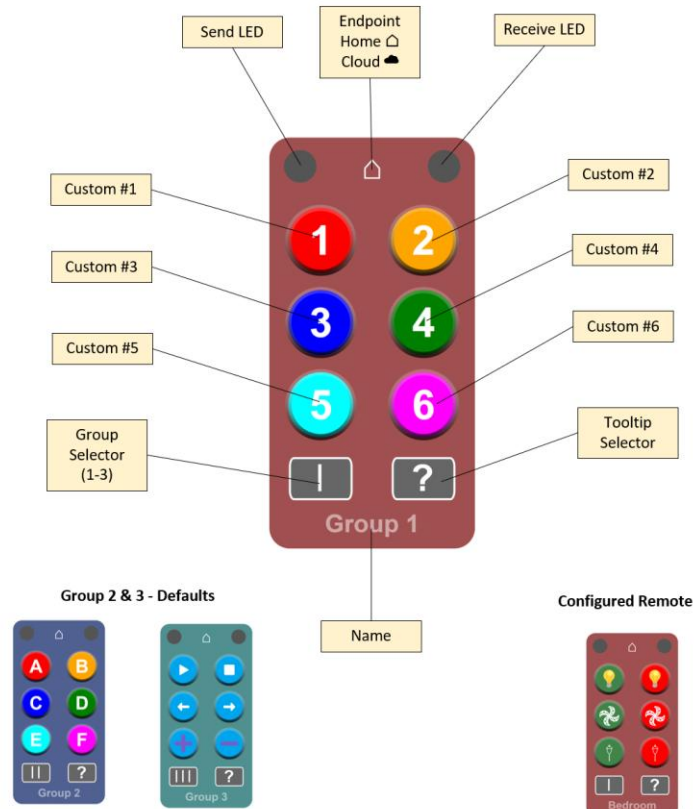 Send LED
Endpoint
Home
Cloud
Receive LED
Custom #1
Custom #2
1
2
Custom #3
Custom #4
3
4
Custom #5
Custom #6
5
6
Group
Selector
(1-3)
Tooltip
Selector
|
?
Group 1
Name
Group 2 & 3 - Defaults
Configured Remote
A
B
C
D
E
F
||
?
Group 2
+
−
|||
?
Group 3
|
?
Bedroom